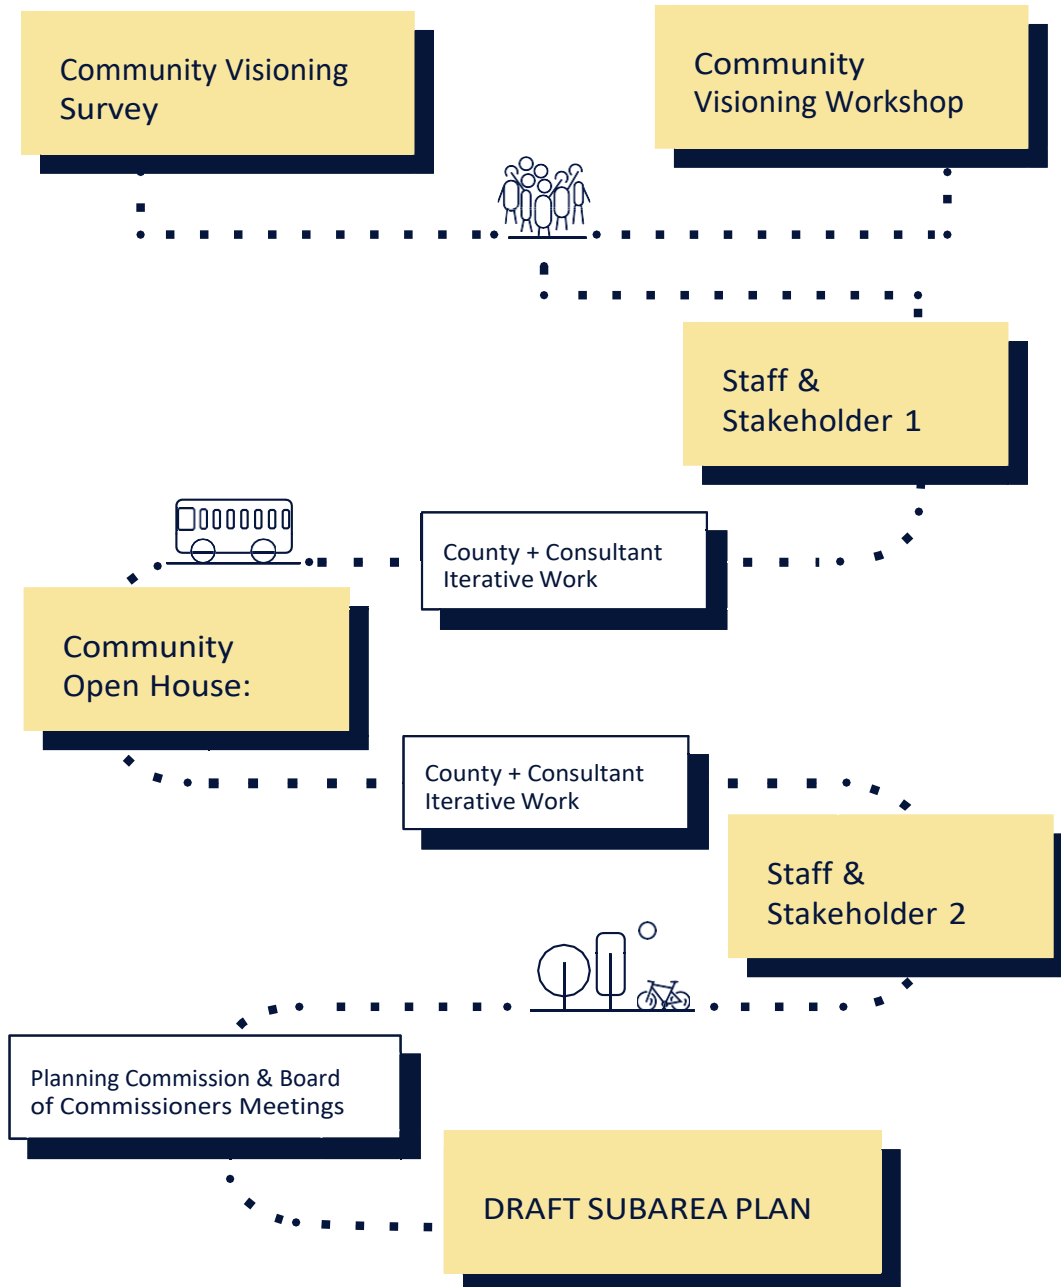 Community Visioning
Survey
Community
Visioning Workshop
Staff &
Stakeholder 1
County + Consultant
Iterative Work
Community
Open House:
County + Consultant
Iterative Work
Staff &
Stakeholder 2
Planning Commission & Board
of Commissioners Meetings
DRAFT SUBAREA PLAN